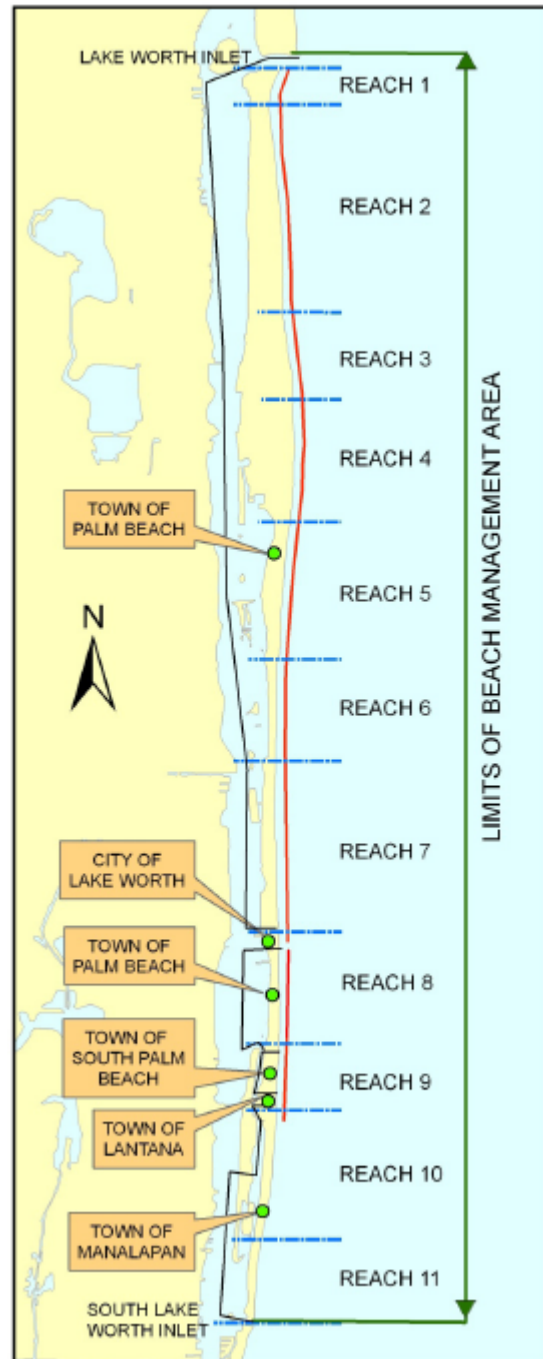 LAKE WORTH INLET
REACH 1
REACH 2
REACH 3
REACH 4
TOWN OF
PALM BEACH
REACH 5
N
REACH 6
LIMITS OF BEACH MANAGEMENT AREA
REACH 7
CITY OF
LAKE WORTH
TOWN OF
PALM BEACH
REACH 8
TOWN OF
SOUTH PALM
BEACH
REACH 9
TOWN OF
LANTANA
REACH 10
TOWN OF
MANALAPAN
REACH 11
SOUTH LAKE
WORTH INLET